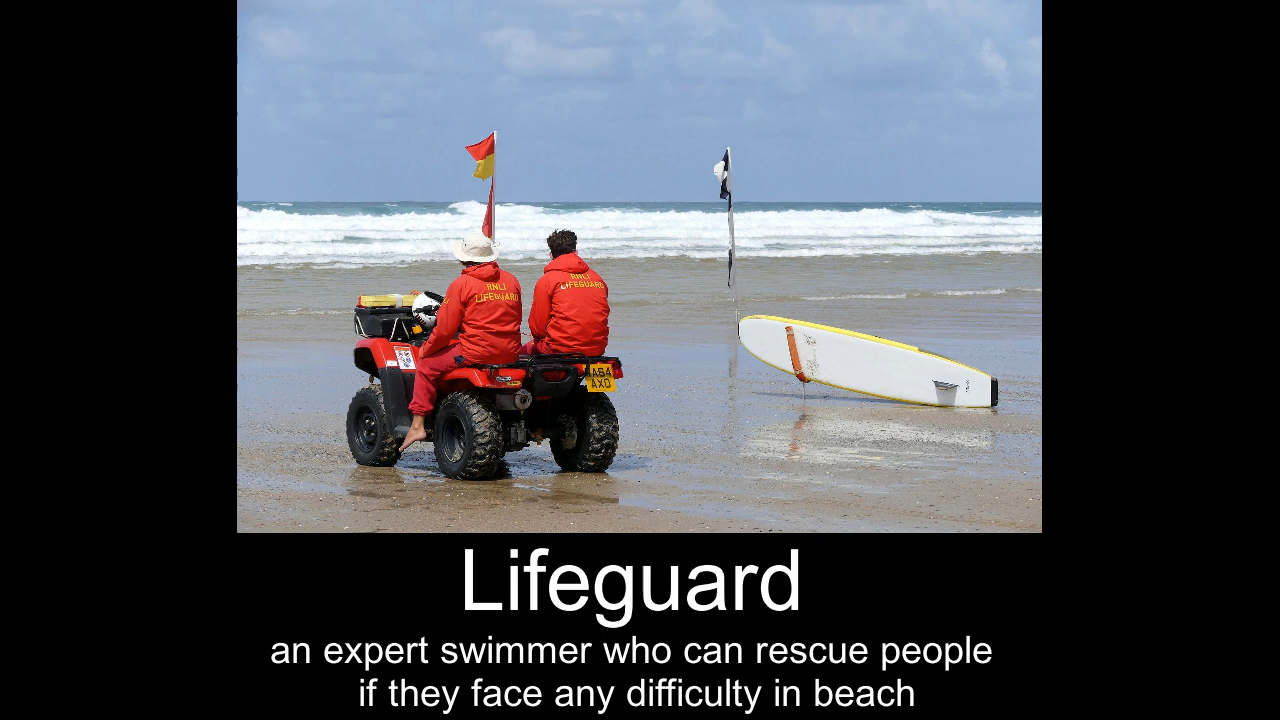 RNLI
LIFEGUARD
RNLI
LIFEGUARD
AS54
AXO
Lifeguard
an expert swimmer who can rescue people
if they face any difficulty in beach